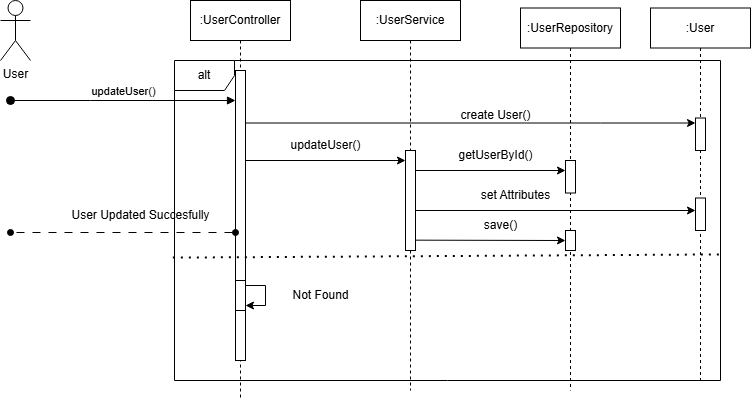 :UserController
:UserService
:UserRepository
:User
User
alt
updateUser()
create User()
updateUser()
getUserById()
set Attributes
User Updated Succesfully
save()
Not Found